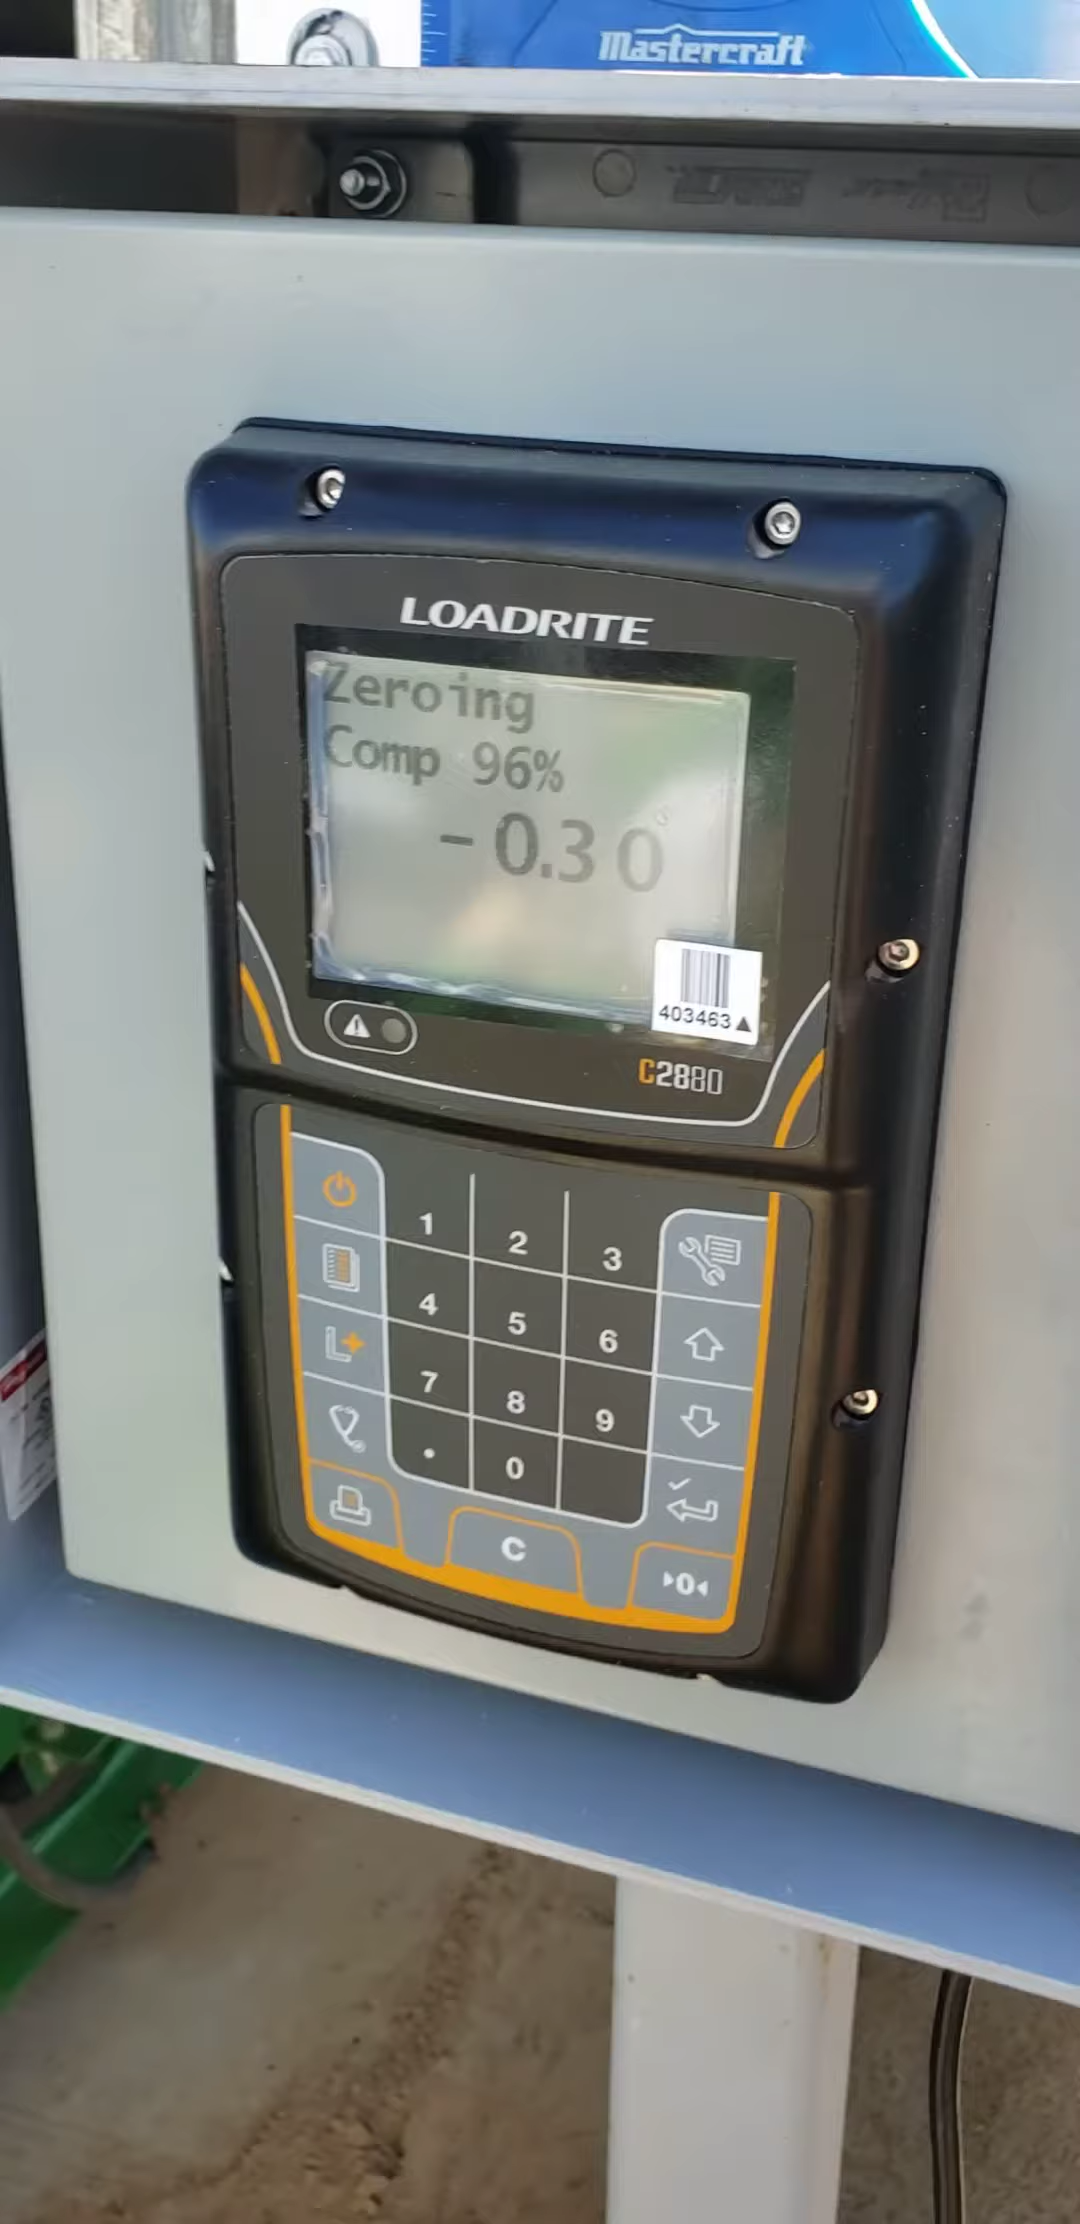 Mastercraft
LOADRITE
Zeroing
Comp 96%
-0.30
403463▲
C2880
1 2 3
4 5 6
7 8 9
. 0
C
0